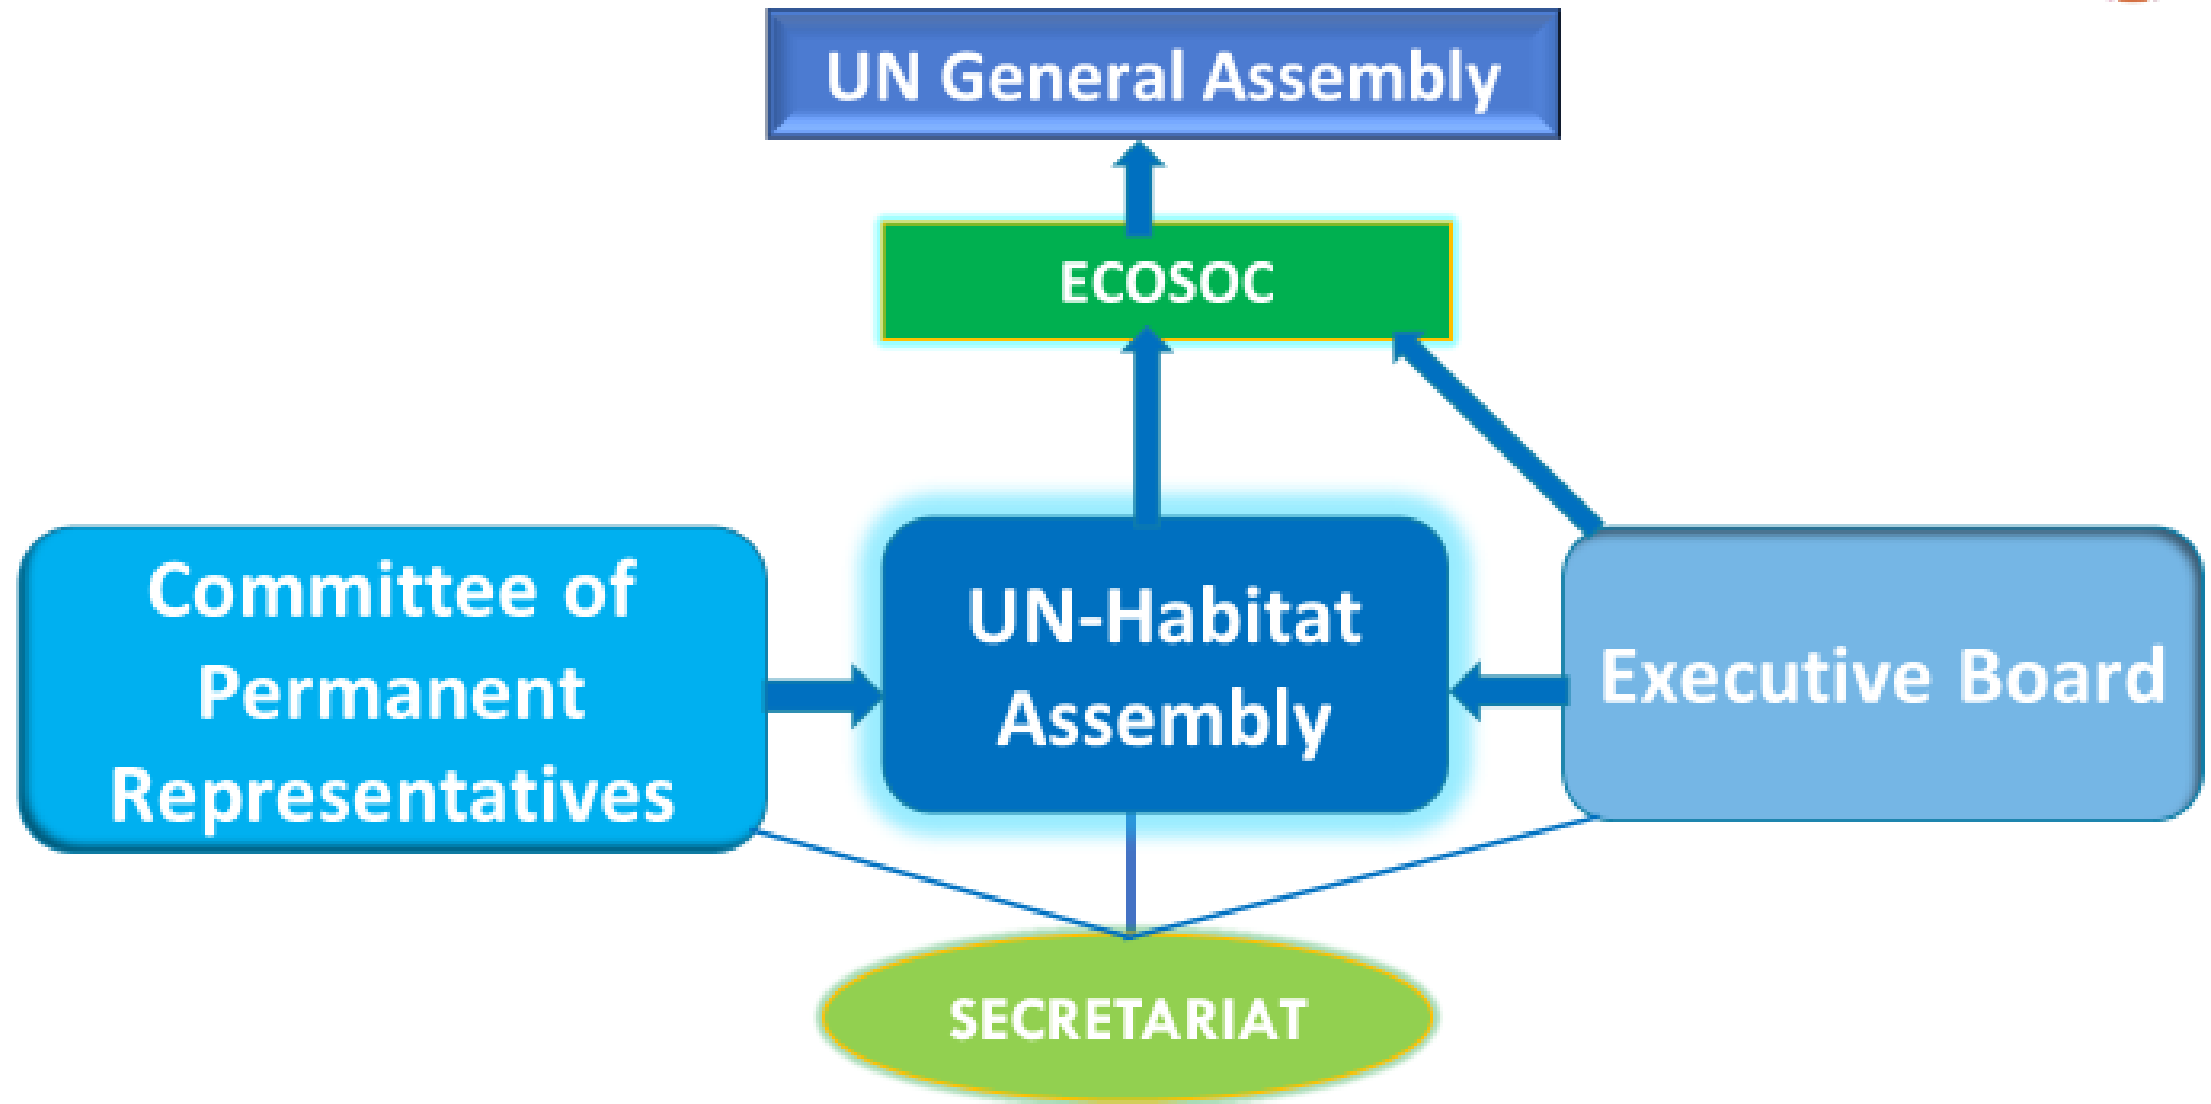 UN General Assembly
ECOSOC
Committee of
Permanent
Representatives
UN-Habitat
Assembly
Executive Board
SECRETARIAT